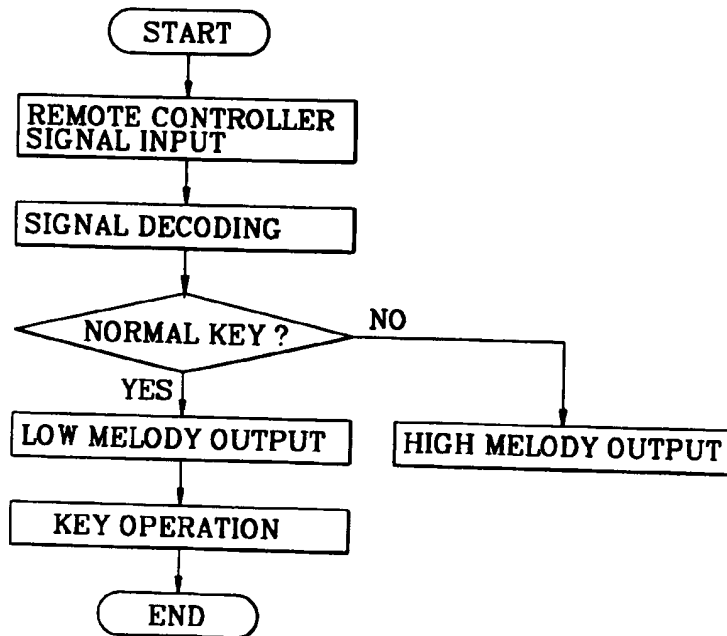 START
REMOTE CONTROLLER
SIGNAL INPUT
SIGNAL DECODING
NORMAL KEY ?
NO
YES
LOW MELODY OUTPUT
HIGH MELODY OUTPUT
KEY OPERATION
END